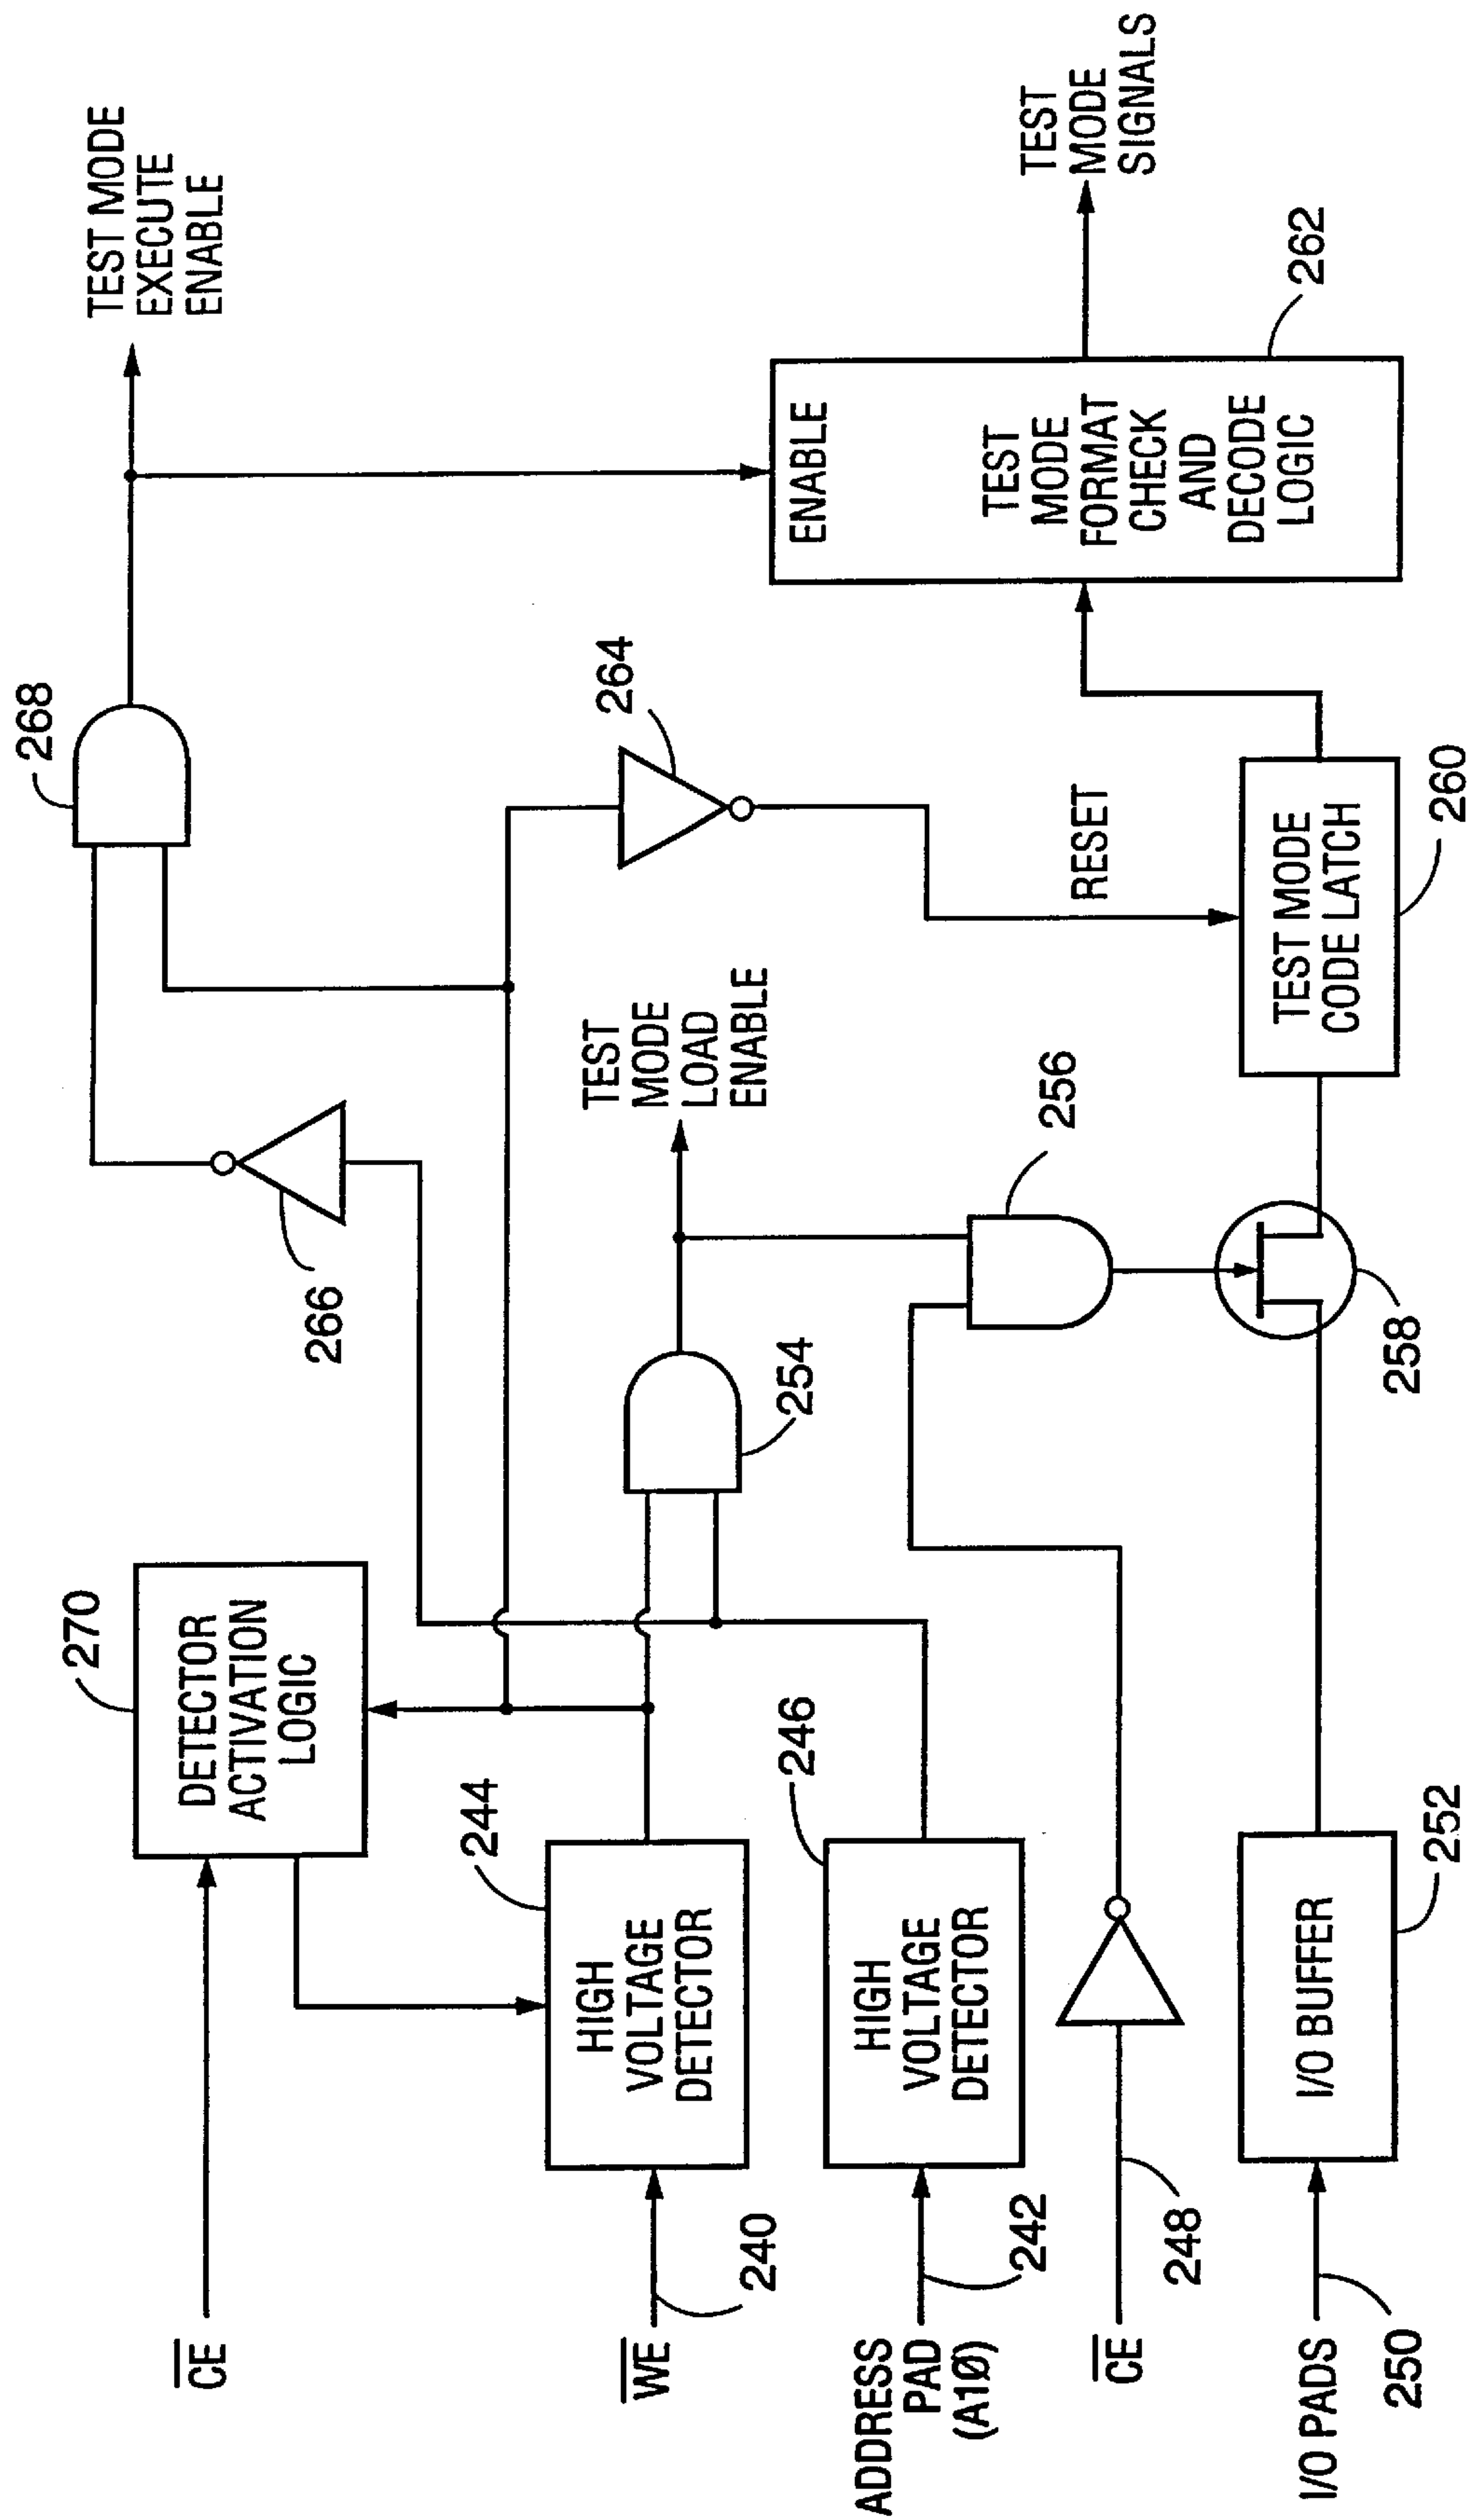 CE
270
DETECTOR
ACTIVATION
LOGIC
266
268
TEST MODE
EXECUTE
ENABLE
WE
240
244
HIGH
VOLTAGE
DETECTOR
254
TEST
MODE
LOAD
ENABLE
264
ADDRESS
PAD
(A10)
242
246
HIGH
VOLTAGE
DETECTOR
256
RESET
ENABLE
TEST
MODE
FORMAT
CHECK
AND
DECODE
LOGIC
262
TEST
MODE
SIGNALS
CE
248
I/O PADS
250
I/O BUFFER
252
258
TEST MODE
CODE LATCH
260